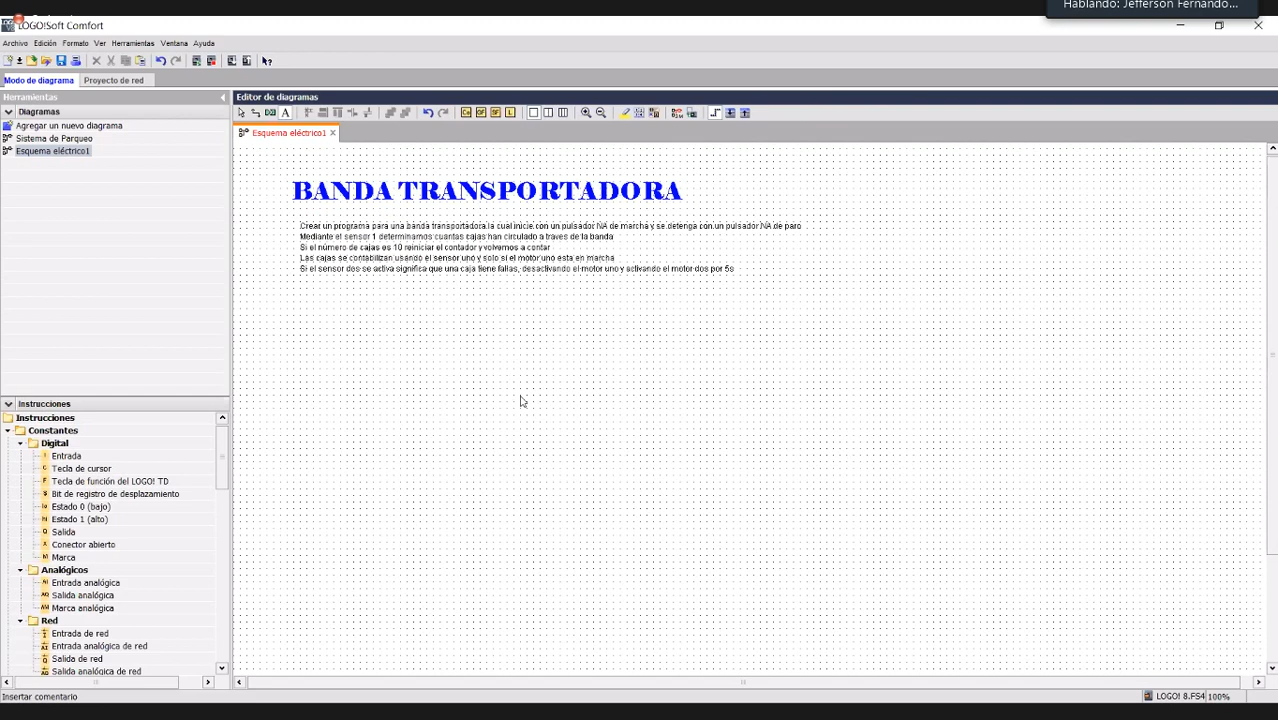 Hablando: Jefferson Fernando...
LOGO!Soft Comfort
Archivo Edición Formato Ver Herramientas Ventana Ayuda
Modo de diagrama Proyecto de red
Herramientas
Editor de diagramas
Diagramas
Agregar un nuevo diagrama
Sistema de Parqueo
Esquema eléctrico1
Esquema eléctrico1
BANDA TRANSPORTADORA
Crear un programa para una banda transportadora la cual inicie con un pulsador NA de marcha y se detenga con un pulsador NA de paro
Mediante el sensor 1 determinamos cuantas cajas han circulado a traves de la banda
Si el número de cajas es 10 reiniciar el contador y volvemos a contar
Las cajas se contabilizan usando el sensor uno y solo si el motor uno esta en marcha
Si el sensor dos se activa significa que una caja tiene fallas, desactivando el motor uno y activando el motor dos por 5s
Instrucciones
Instrucciones
Constantes
Digital
Entrada
Tecla de cursor
Tecla de función del LOGO! TD
Bit de registro de desplazamiento
Estado 0 (bajo)
Estado 1 (alto)
Salida
Conector abierto
Marca
Analógicos
Entrada analógica
Salida analógica
Marca analógica
Red
Entrada de red
Entrada analógica de red
Salida de red
Salida analógica de red
Insertar comentario
LOGO! 8.FS4 100%